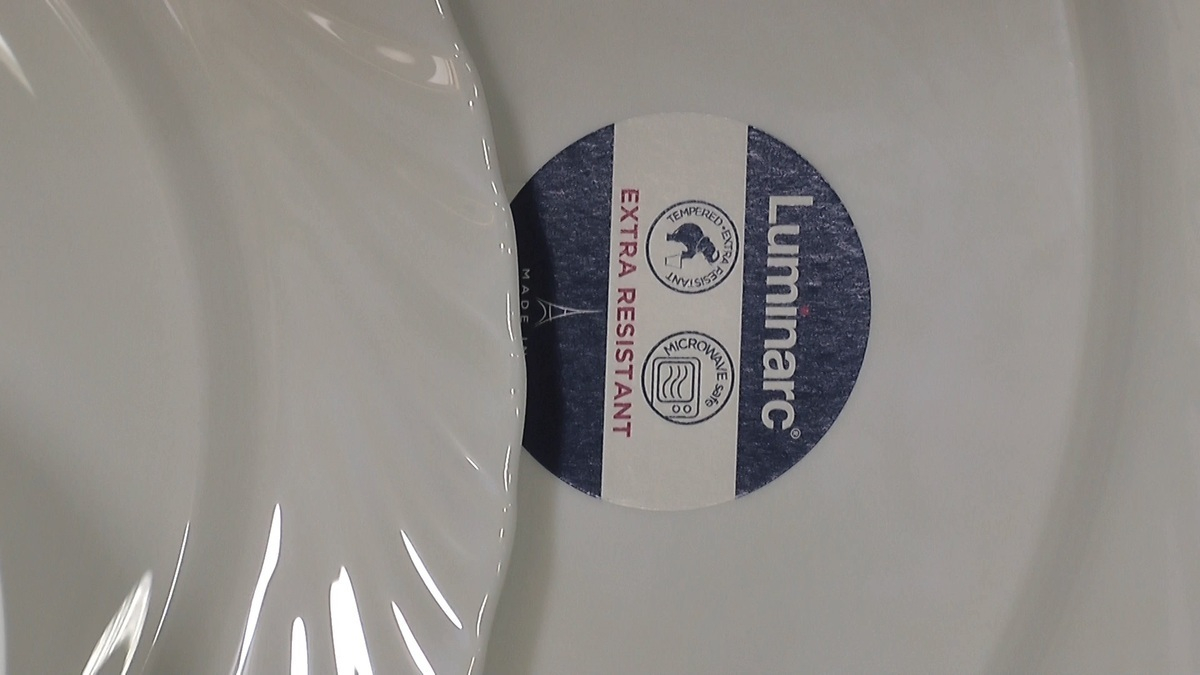 Luminarc®
TEMPERED • EXTRA RESISTANT
MICROWAVE safe
EXTRA RESISTANT
MADE